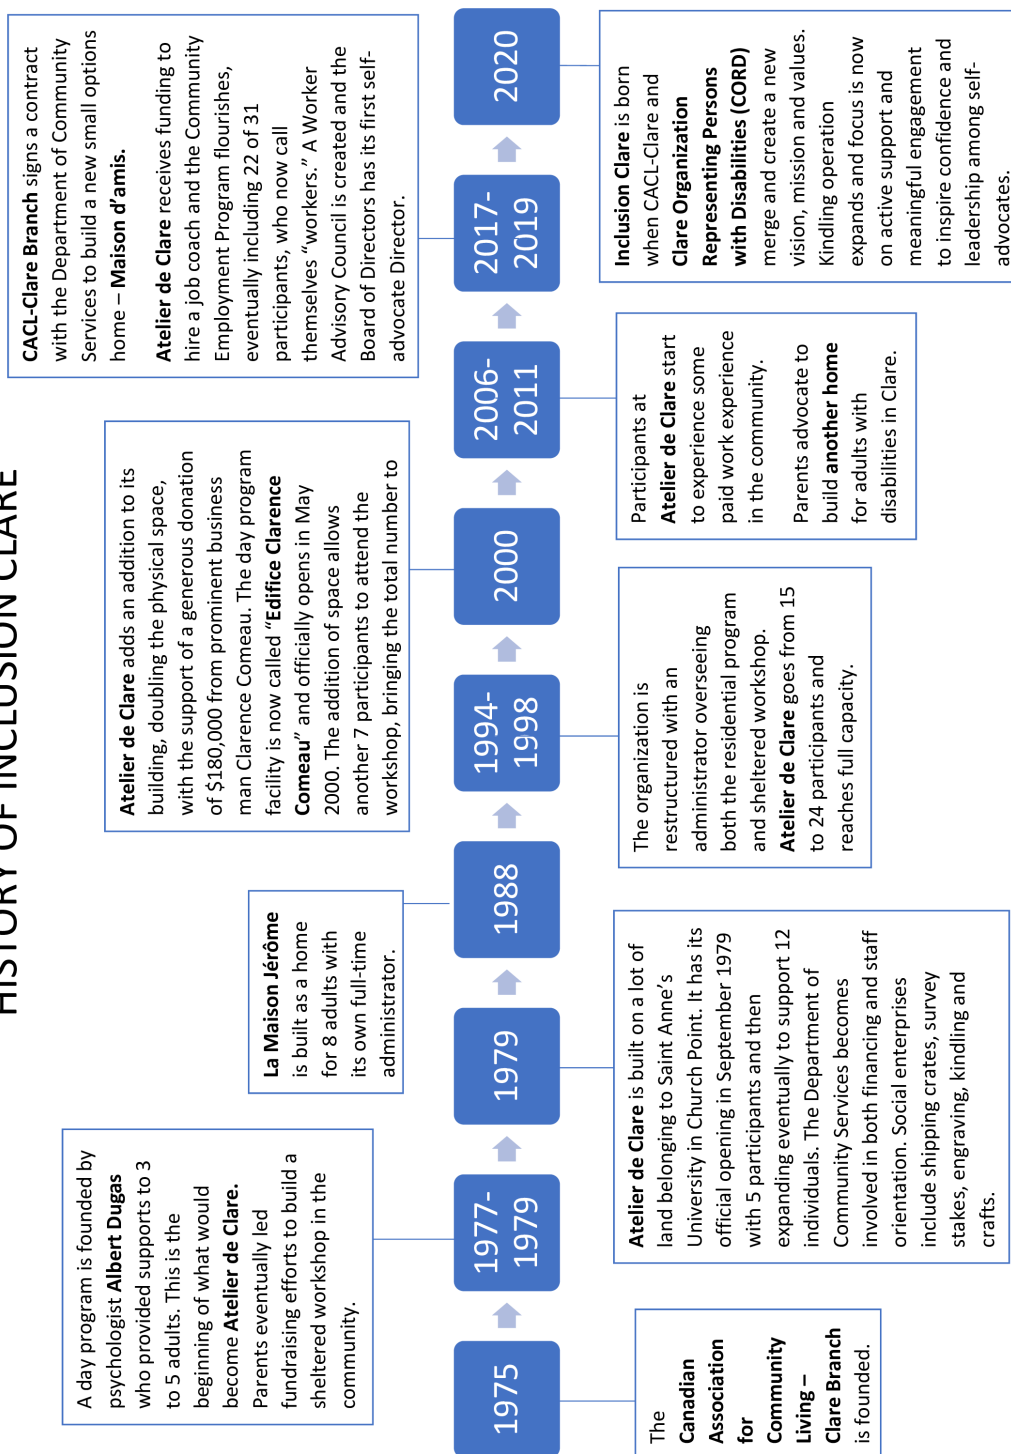 HISTORY OF INCLUSION CLARE
1975
The
Canadian
Association
for
Community
Living –
Clare Branch
is founded.
1977-
1979
A day program is founded by
psychologist Albert Dugas
who provided supports to 3
to 5 adults. This is the
beginning of what would
become Atelier de Clare.
Parents eventually led
fundraising efforts to build a
sheltered workshop in the
community.
1979
Atelier de Clare is built on a lot of
land belonging to Saint Anne’s
University in Church Point. It has its
official opening in September 1979
with 5 participants and then
expanding eventually to support 12
individuals. The Department of
Community Services becomes
involved in both financing and staff
orientation. Social enterprises
include shipping crates, survey
stakes, engraving, kindling and
crafts.
1988
La Maison Jérôme
is built as a home
for 8 adults with
its own full-time
administrator.
1994-
1998
The organization is
restructured with an
administrator overseeing
both the residential program
and sheltered workshop.
Atelier de Clare goes from 15
to 24 participants and
reaches full capacity.
2000
Atelier de Clare adds an addition to its
building, doubling the physical space,
with the support of a generous donation
of $180,000 from prominent business
man Clarence Comeau. The day program
facility is now called “Edifice Clarence
Comeau” and officially opens in May
2000. The addition of space allows
another 7 participants to attend the
workshop, bringing the total number to
2006-
2011
Participants at
Atelier de Clare start
to experience some
paid work experience
in the community.
Parents advocate to
build another home
for adults with
disabilities in Clare.
2017-
2019
CACL-Clare Branch signs a contract
with the Department of Community
Services to build a new small options
home – Maison d’amis.
Atelier de Clare receives funding to
hire a job coach and the Community
Employment Program flourishes,
eventually including 22 of 31
participants, who now call
themselves “workers.” A Worker
Advisory Council is created and the
Board of Directors has its first self-
advocate Director.
2020
Inclusion Clare is born
when CACL-Clare and
Clare Organization
Representing Persons
with Disabilities (CORD)
merge and create a new
vision, mission and values.
Kindling operation
expands and focus is now
on active support and
meaningful engagement
to inspire confidence and
leadership among self-
advocates.